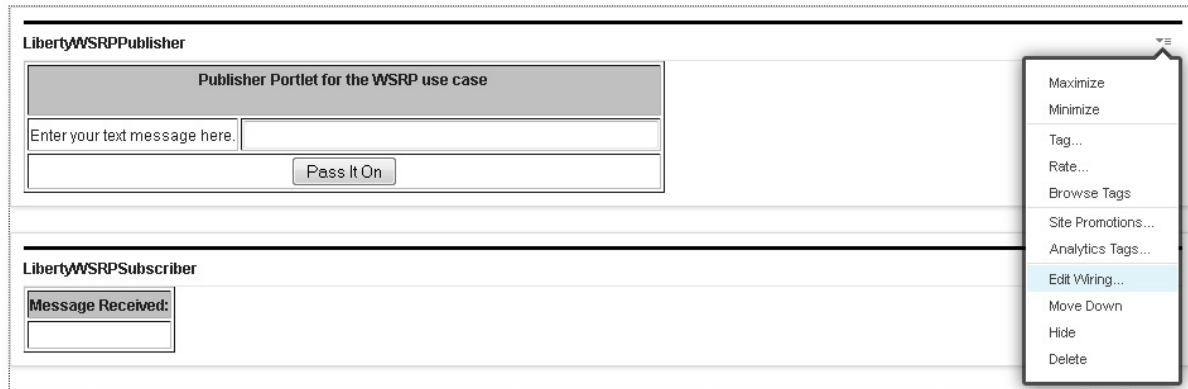 LibertyWSRPPublisher
Publisher Portlet for the WSRP use case
Enter your text message here.
Pass It On
LibertyWSRPSubscriber
Message Received:
Maximize
Minimize
Tag...
Rate...
Browse Tags
Site Promotions...
Analytics Tags...
Edit Wiring...
Move Down
Hide
Delete